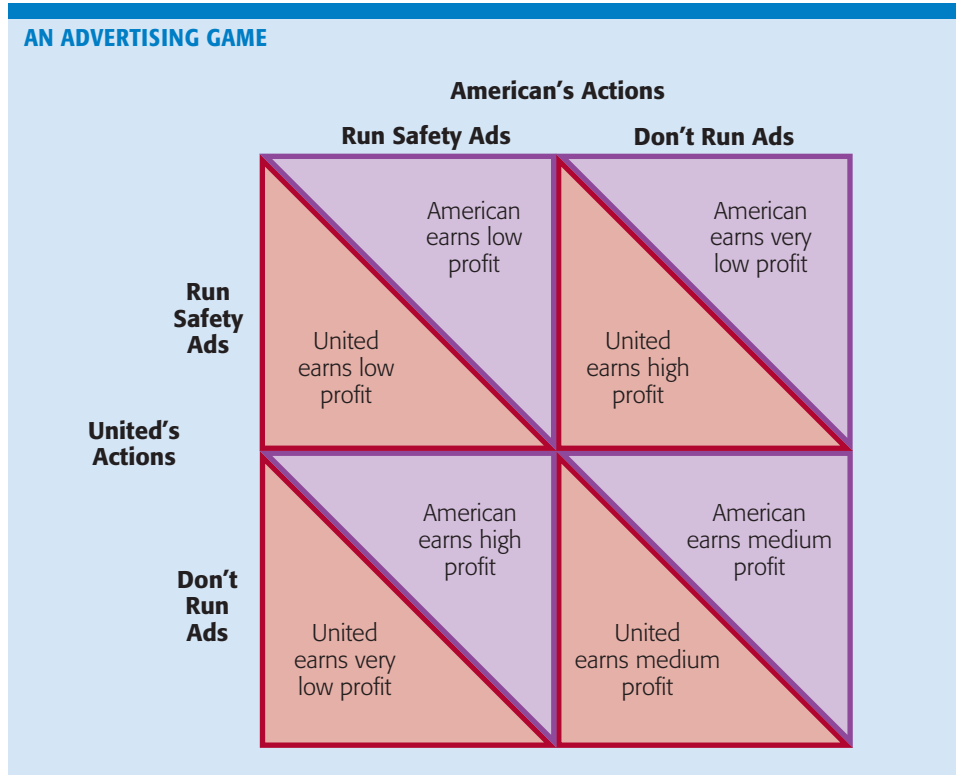 AN ADVERTISING GAME
American's Actions
Run Safety Ads
Don't Run Ads
American
earns low
profit
American
earns very
low profit
Run
Safety
Ads
United
earns low
profit
United
earns high
profit
United's
Actions
American
earns high
profit
American
earns medium
profit
Don't
Run
Ads
United
earns very
low profit
United
earns medium
profit